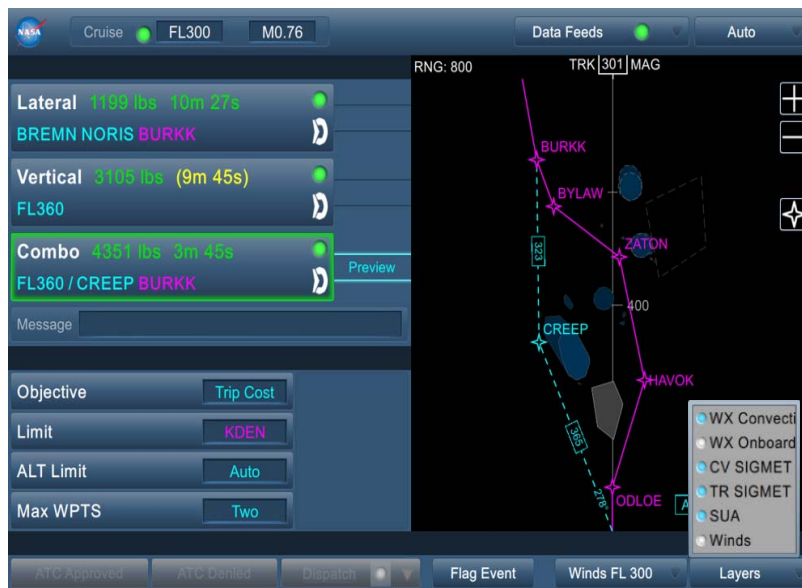 NASA
Cruise FL300 M0.76
Data Feeds
Auto
RNG: 800
TRK 301 MAG
Lateral 1199 lbs 10m 27s
BREMN NORIS BURKK
Vertical 3105 lbs (9m 45s)
FL360
Combo 4351 lbs 3m 45s
FL360 / CREEP BURKK
Preview
Message
Objective Trip Cost
Limit KDEN
ALT Limit Auto
Max WPTS Two
BURKK
BYLAW
ZATON
323
400
CREEP
HAVOK
365
278°
ODLOE
A
WX Convecti
WX Onboard
CV SIGMET
TR SIGMET
SUA
Winds
ATC Approved
ATC Denied
Dispatch
Flag Event
Winds FL 300
Layers